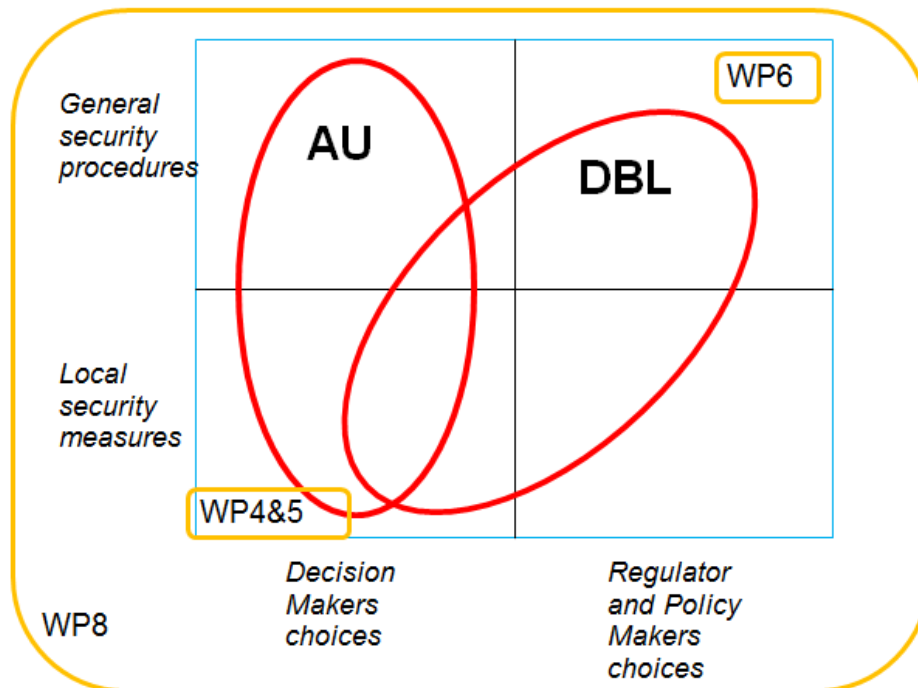 WP6
General
security
procedures
AU
DBL
Local
security
measures
WP4&5
Decision
Makers
choices
Regulator
and Policy
Makers
choices
WP8